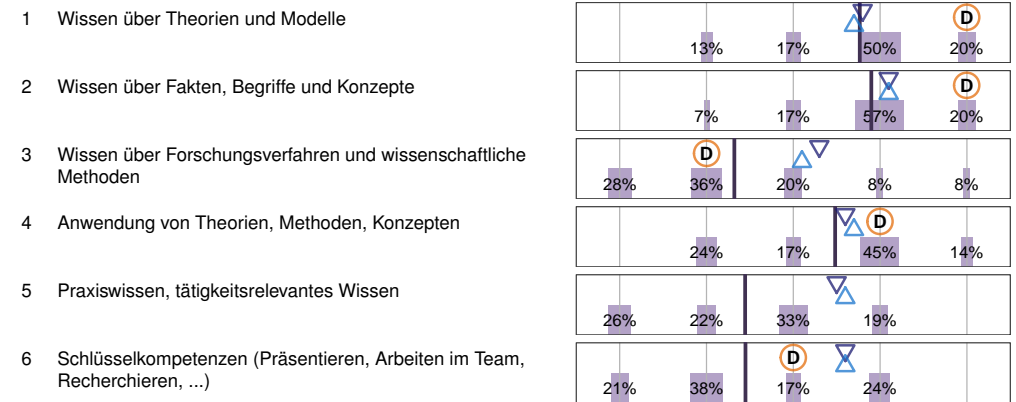 1 Wissen über Theorien und Modelle
D
13% 17% 50% 20%
2 Wissen über Fakten, Begriffe und Konzepte
D
7% 17% 57% 20%
3 Wissen über Forschungsverfahren und wissenschaftliche
Methoden
D
28% 36% 20% 8% 8%
4 Anwendung von Theorien, Methoden, Konzepten
D
24% 17% 45% 14%
5 Praxiswissen, tätigkeitsrelevantes Wissen
26% 22% 33% 19%
6 Schlüsselkompetenzen (Präsentieren, Arbeiten im Team,
Recherchieren, ...)
D
21% 38% 17% 24%